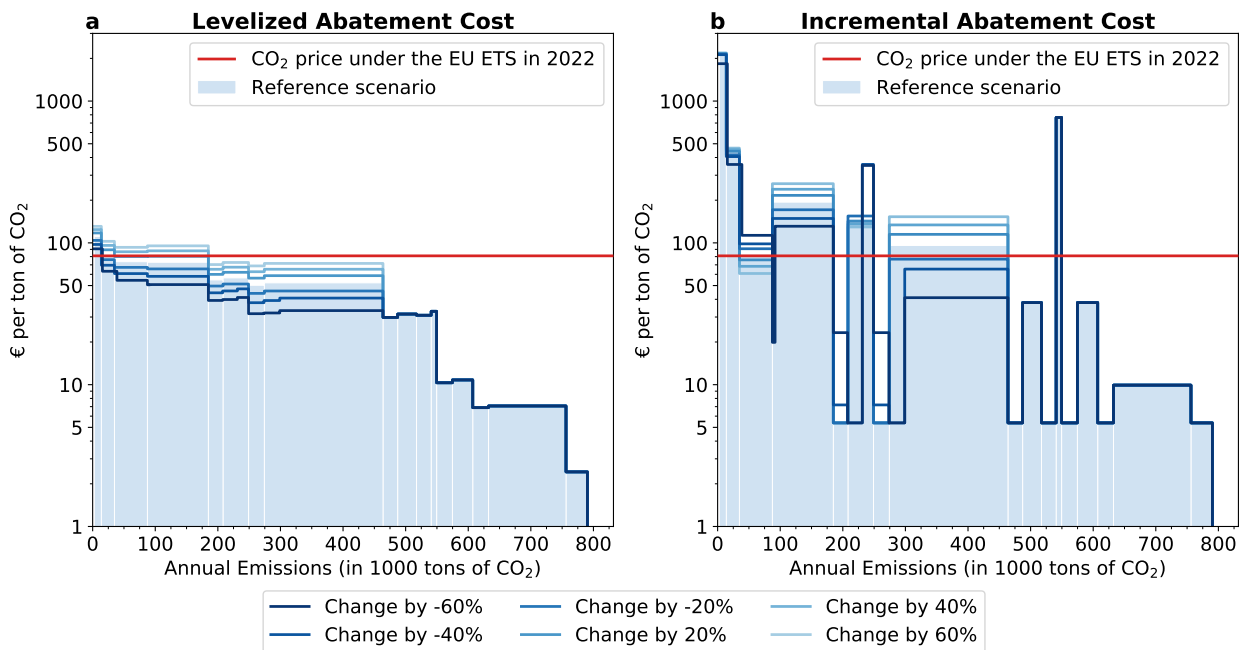 a Levelized Abatement Cost
CO₂ price under the EU ETS in 2022
Reference scenario
1000
500
100
50
10
5
1
€ per ton of CO₂
0 100 200 300 400 500 600 700 800
Annual Emissions (in 1000 tons of CO₂)
b Incremental Abatement Cost
CO₂ price under the EU ETS in 2022
Reference scenario
1000
500
100
50
10
5
1
€ per ton of CO₂
0 100 200 300 400 500 600 700 800
Annual Emissions (in 1000 tons of CO₂)
Change by -60% Change by -20% Change by 40%
Change by -40% Change by 20% Change by 60%